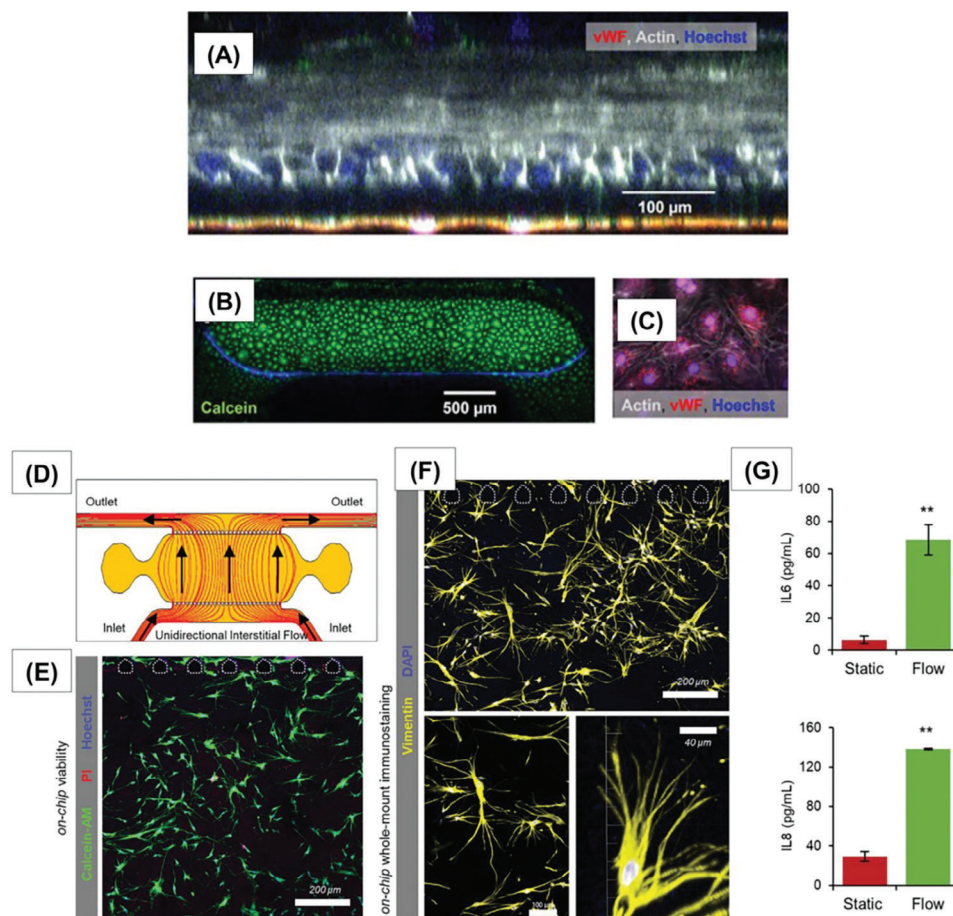 (A)
vWF, Actin, Hoechst
100 µm
(B)
Calcein
500 µm
(C)
Actin, vWF, Hoechst
(D)
Outlet
Outlet
Inlet
Unidirectional Interstitial Flow
Inlet
(E)
on-chip viability
Calcein-AM PI Hoechst
200 µm
(F)
on-chip whole-mount immunostaining
Vimentin DAPI
200 µm
100 µm
40 µm
(G)
IL6 (pg/mL)
100
80
60
40
20
0
**
Static
Flow
IL8 (pg/mL)
160
120
80
40
0
**
Static
Flow